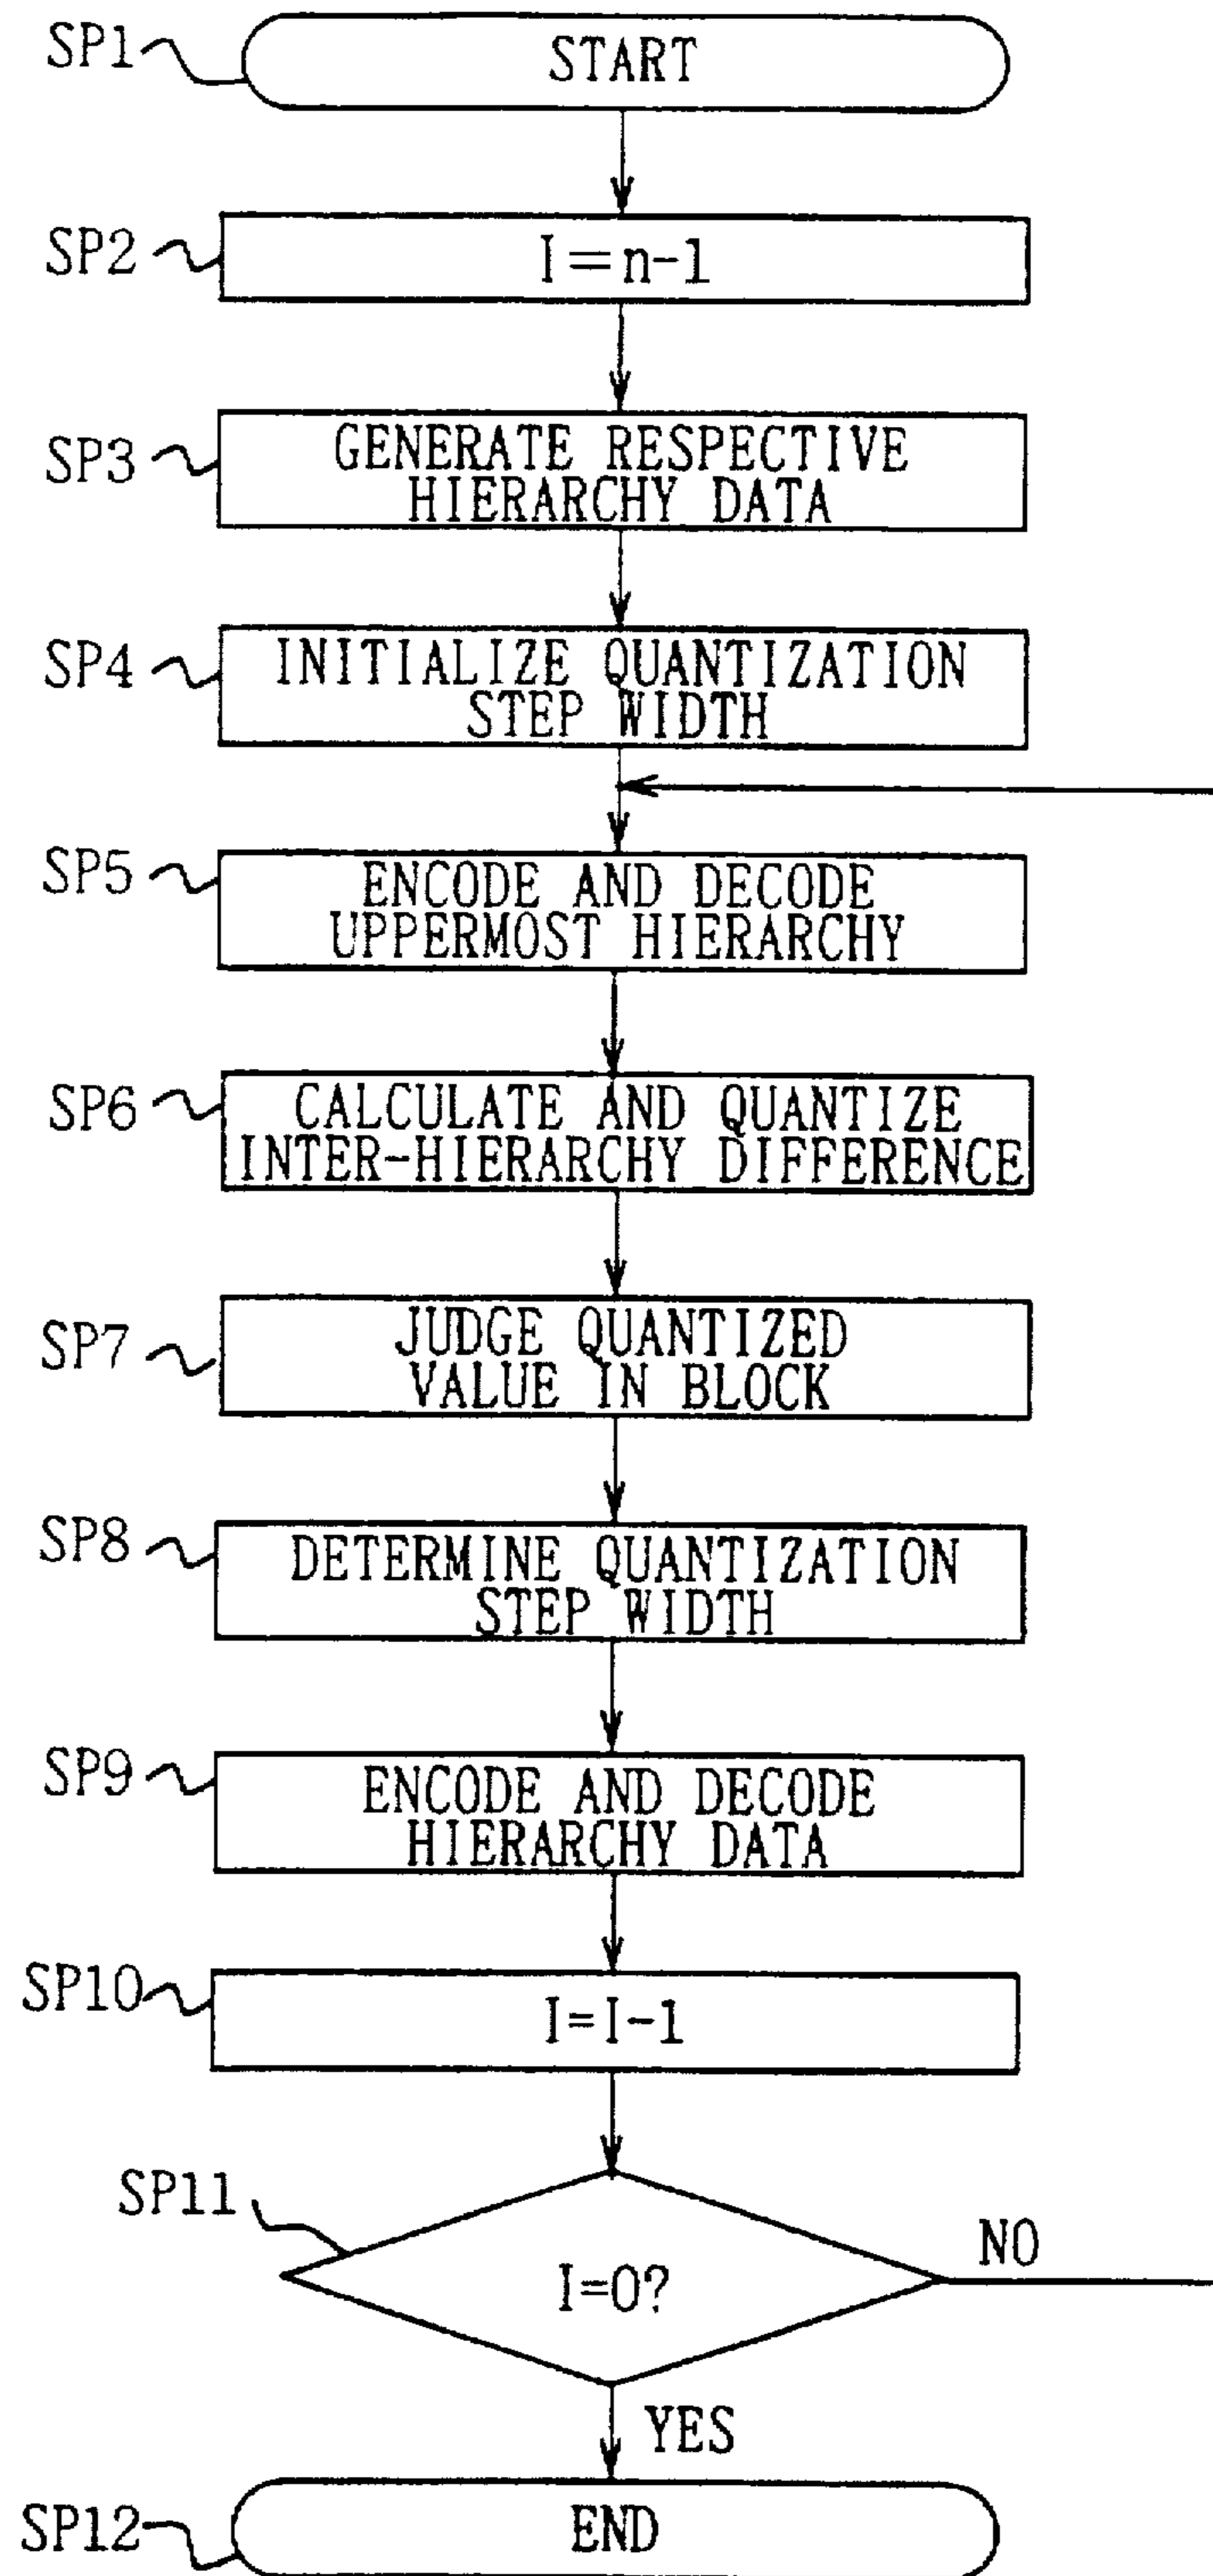 SP1
START
SP2
I=n-1
SP3
GENERATE RESPECTIVE
HIERARCHY DATA
SP4
INITIALIZE QUANTIZATION
STEP WIDTH
SP5
ENCODE AND DECODE
UPPERMOST HIERARCHY
SP6
CALCULATE AND QUANTIZE
INTER-HIERARCHY DIFFERENCE
SP7
JUDGE QUANTIZED
VALUE IN BLOCK
SP8
DETERMINE QUANTIZATION
STEP WIDTH
SP9
ENCODE AND DECODE
HIERARCHY DATA
SP10
I=I-1
SP11
I=0?
NO
YES
SP12
END